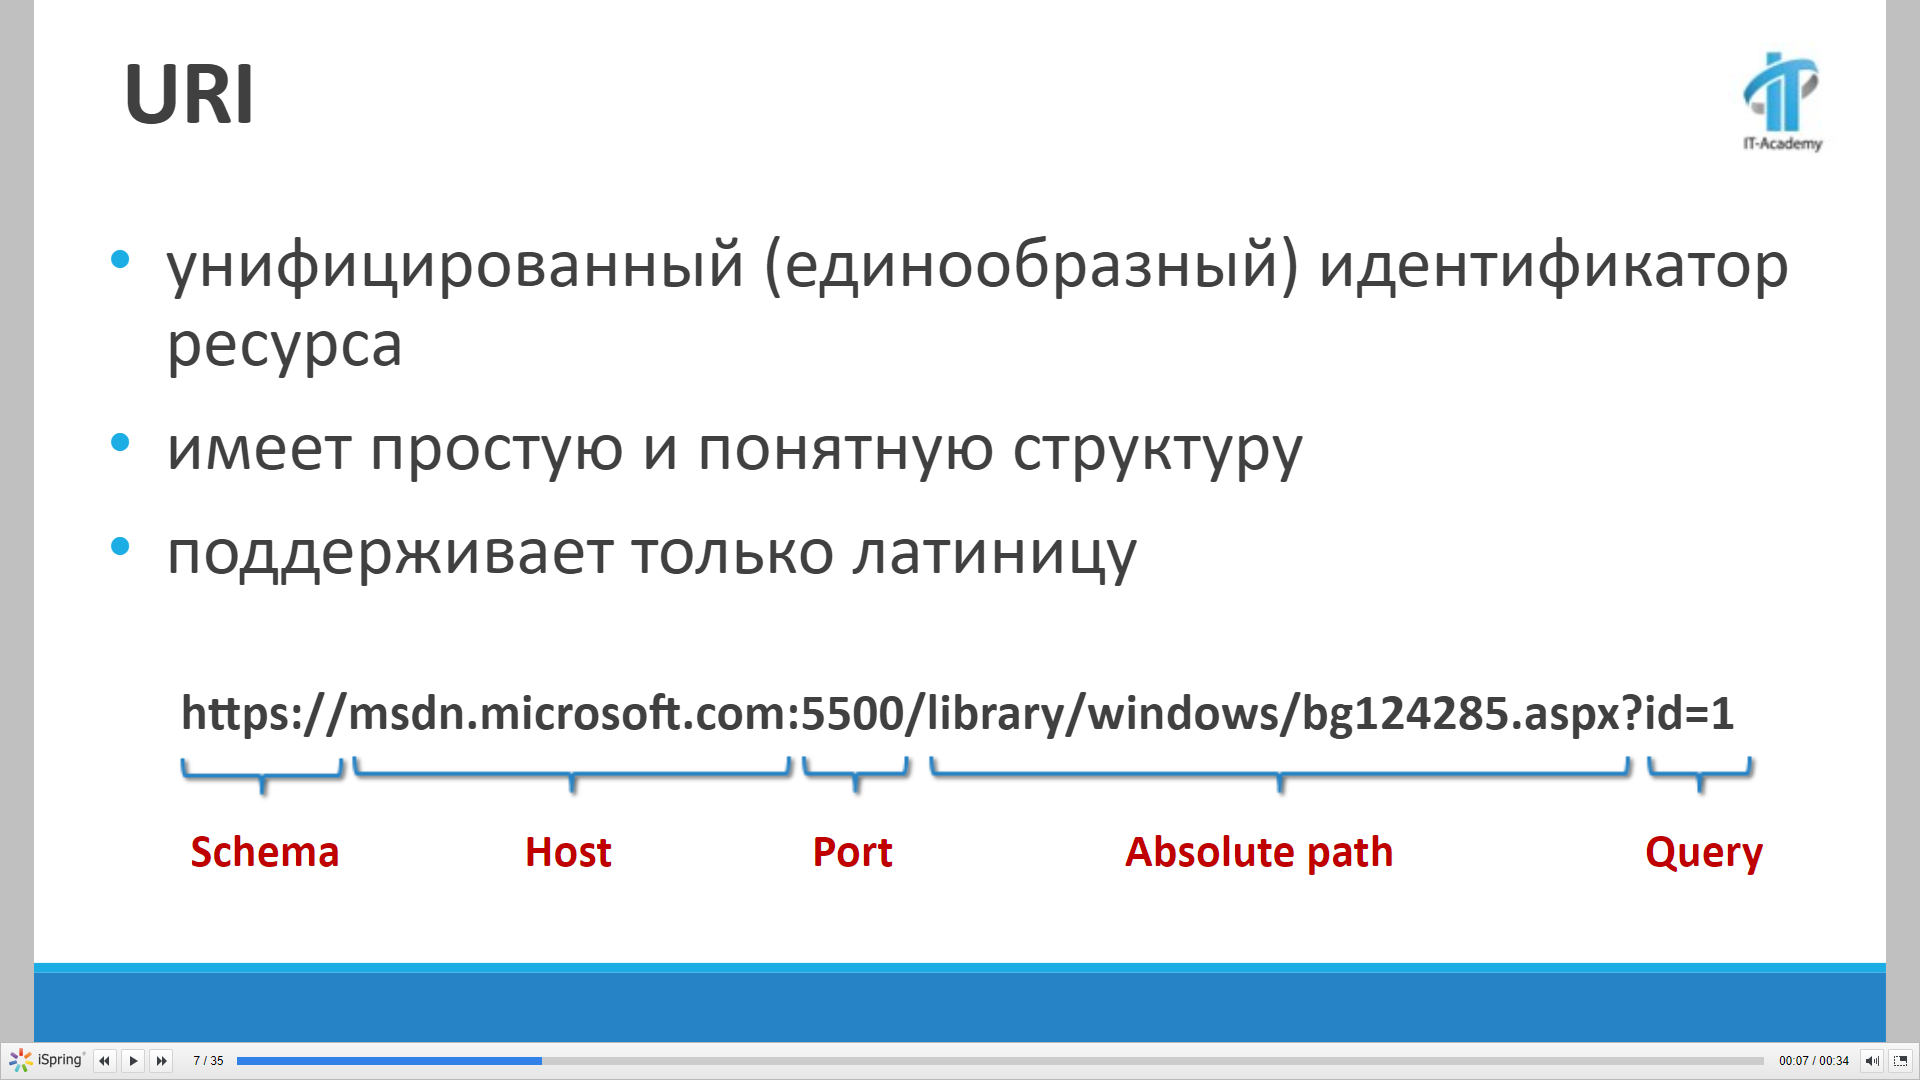 URI
IT-Academy
унифицированный (единообразный) идентификатор
ресурса
имеет простую и понятную структуру
поддерживает только латиницу
https://msdn.microsoft.com:5500/library/windows/bg124285.aspx?id=1
Schema Host Port Absolute path Query
iSpring 7 / 35 00:07 / 00:34